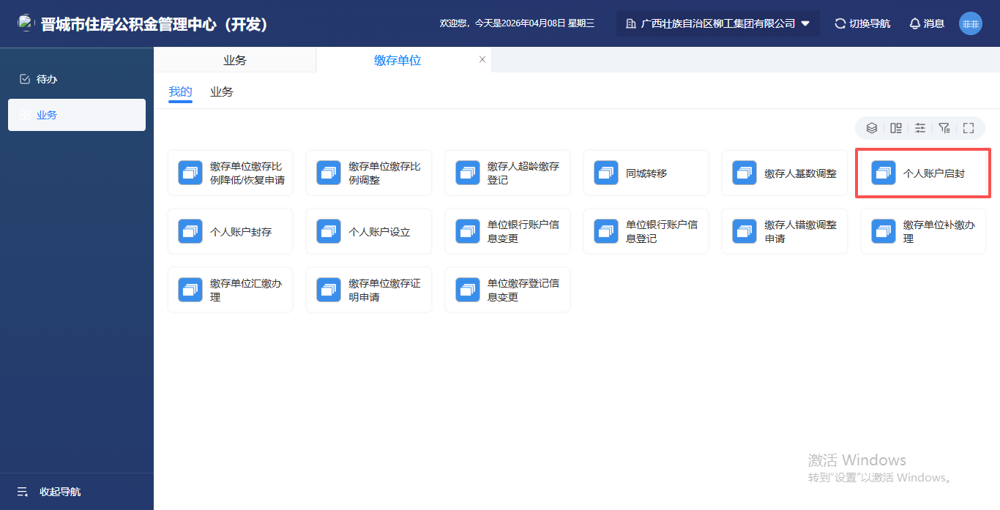 晋城市住房公积金管理中心（开发）
欢迎您，今天是2026年04月08日 星期三
广西壮族自治区柳工集团有限公司
切换导航
消息
菲菲
待办
业务
收起导航
业务
缴存单位
我的
业务
缴存单位缴存比
例降低/恢复申请
缴存单位缴存比
例调整
缴存人超龄缴存
登记
同城转移
缴存人基数调整
个人账户启封
个人账户封存
个人账户设立
单位银行账户信
息变更
单位银行账户信
息登记
缴存人错缴调整
申请
缴存单位补缴办
理
缴存单位汇缴办
理
缴存单位缴存证
明申请
单位缴存登记信
息变更
激活 Windows
转到"设置"以激活 Windows。